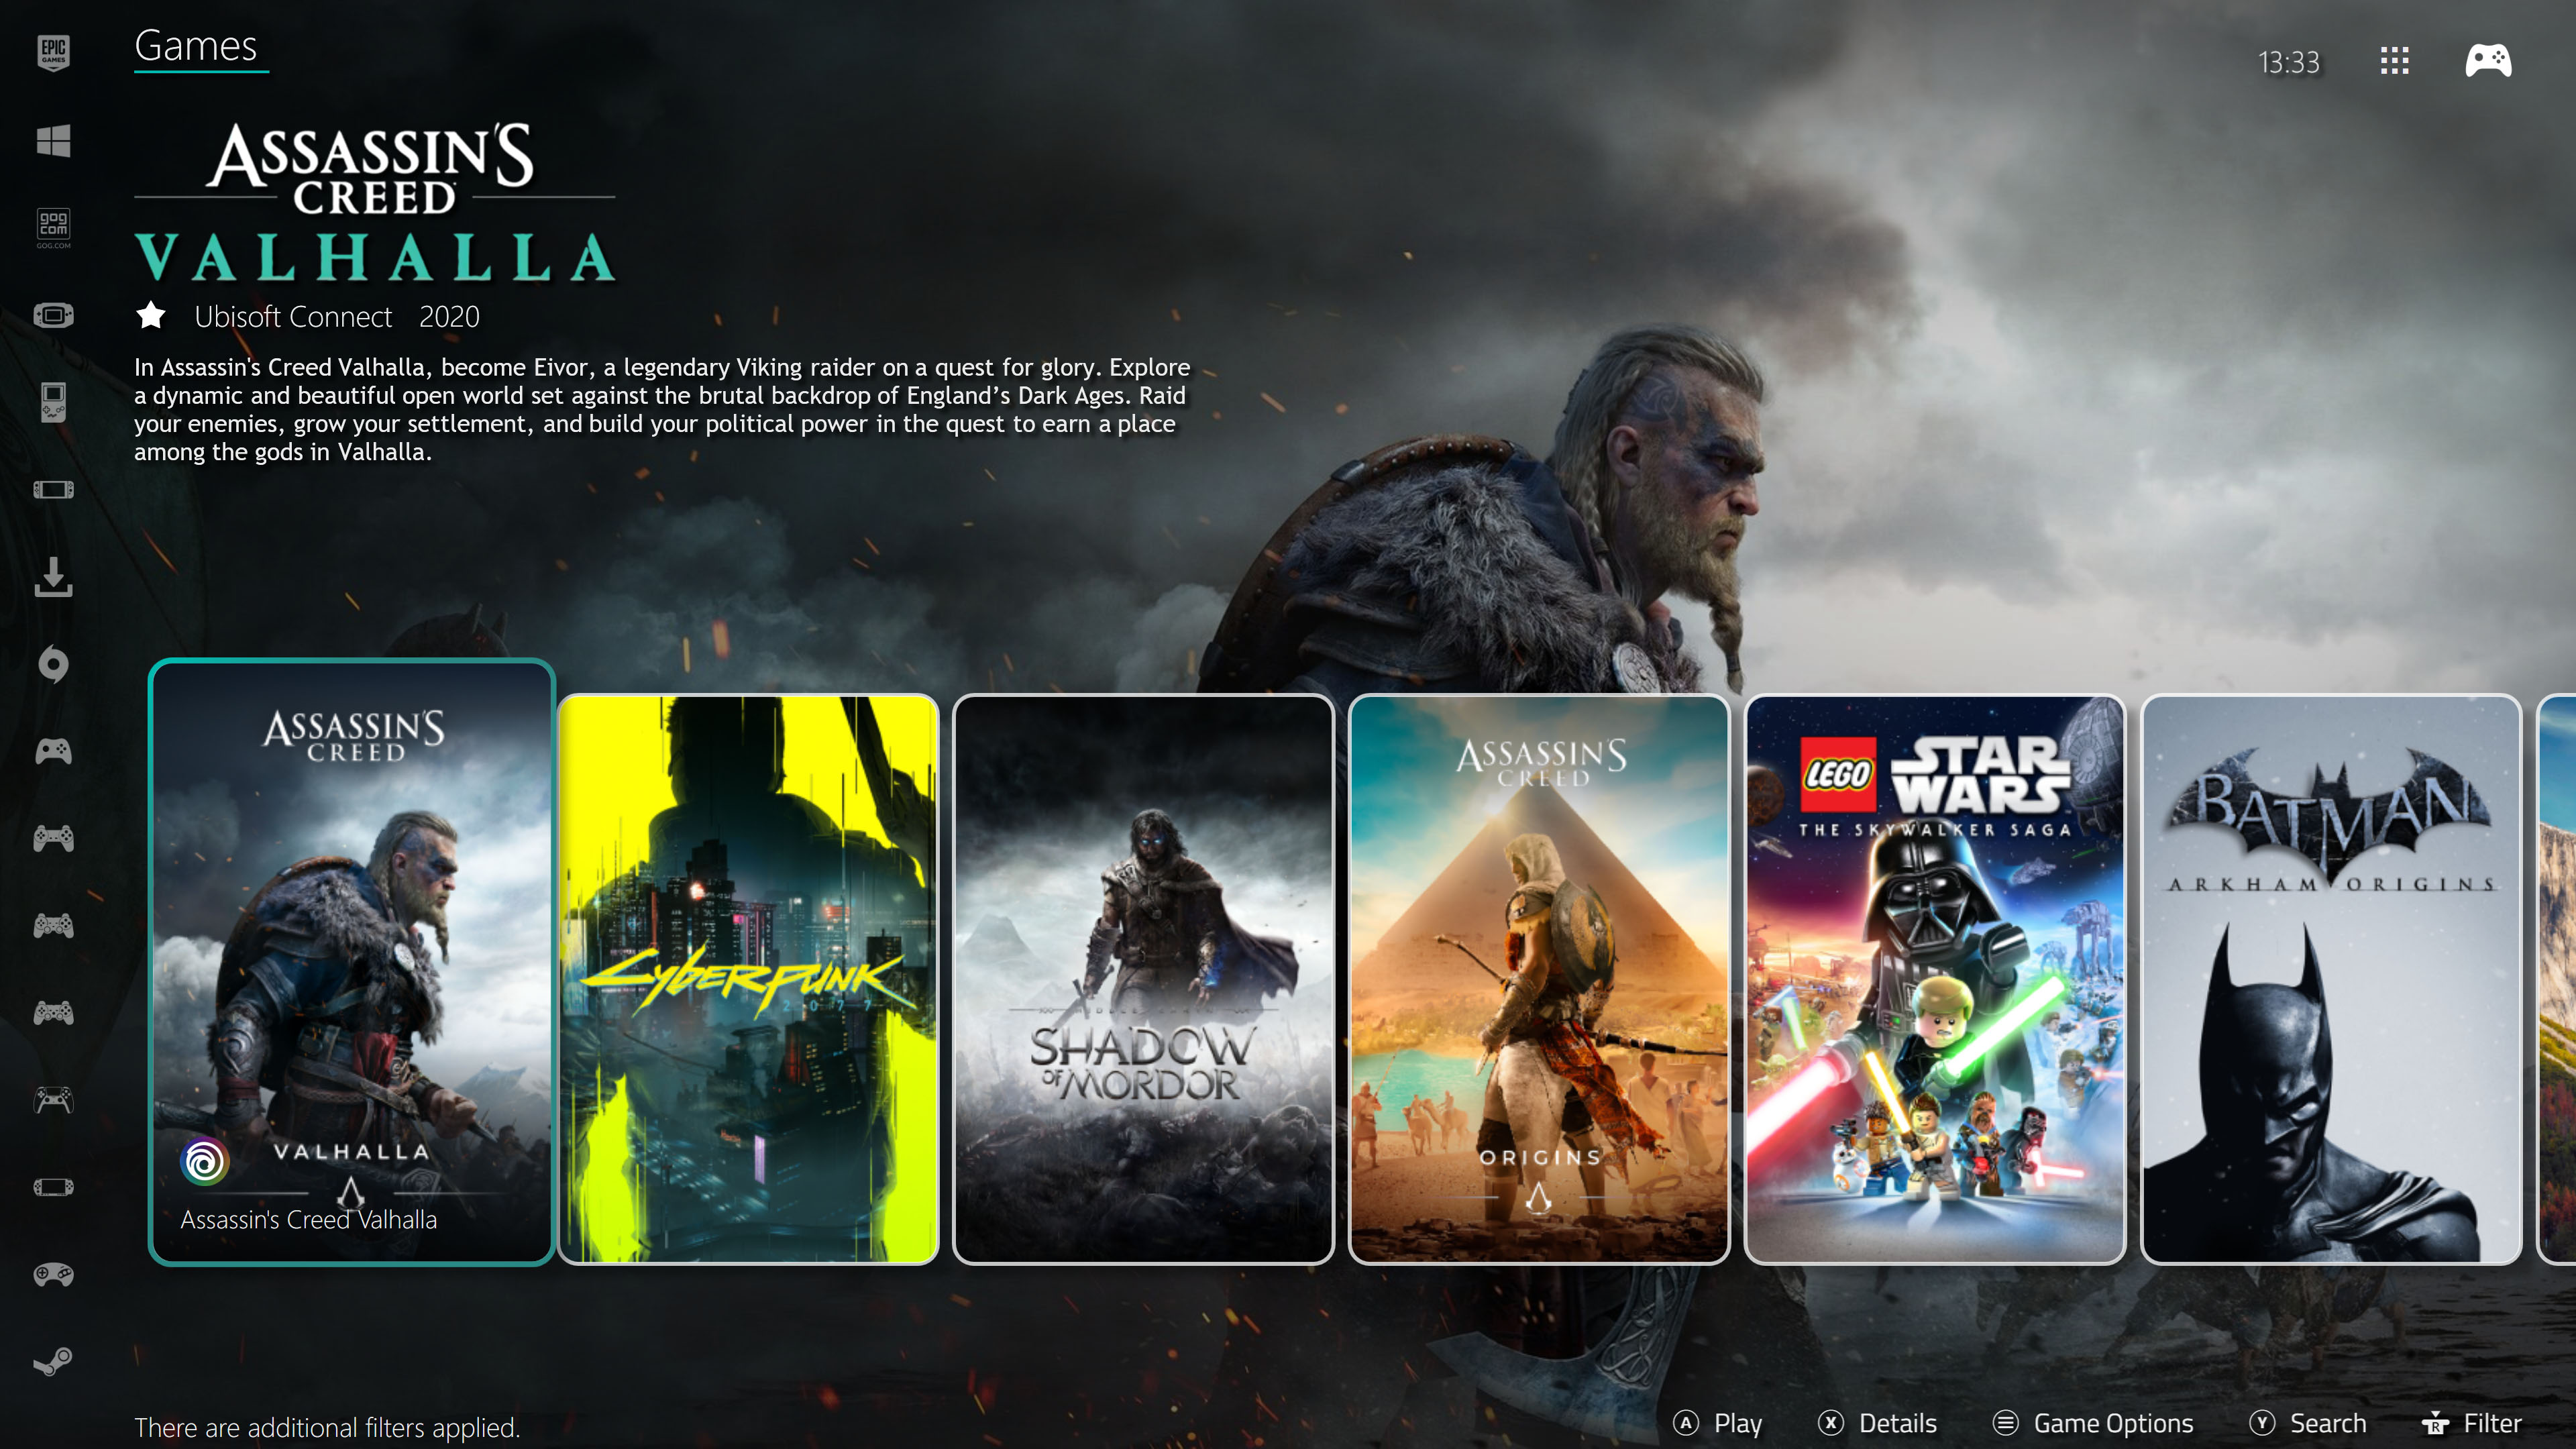 EPIC
GAMES
Games
13:33
gog
com
GOG.COM
ASSASSIN'S
CREED
VALHALLA
Ubisoft Connect 2020
In Assassin's Creed Valhalla, become Eivor, a legendary Viking raider on a quest for glory. Explore
a dynamic and beautiful open world set against the brutal backdrop of England’s Dark Ages. Raid
your enemies, grow your settlement, and build your political power in the quest to earn a place
among the gods in Valhalla.
ASSASSIN'S
CREED
VALHALLA
Assassin's Creed Valhalla
CYBERPUNK
2077
SHADOW
OF MORDOR
ASSASSIN'S
CREED
ORIGINS
LEGO STAR
WARS
THE SKYWALKER SAGA
BATMAN
ARKHAM ORIGINS
There are additional filters applied.
A Play X Details Game Options Y Search R Filter